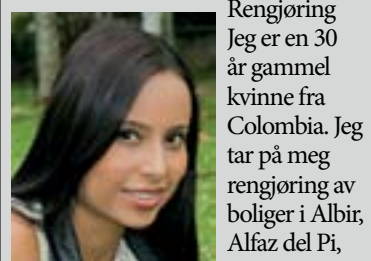 Rengjøring
Jeg er en 30
år gammel
kvinne fra
Colombia. Jeg
tar på meg
rengjøring av
boliger i Albir,
Alfaz del Pi,